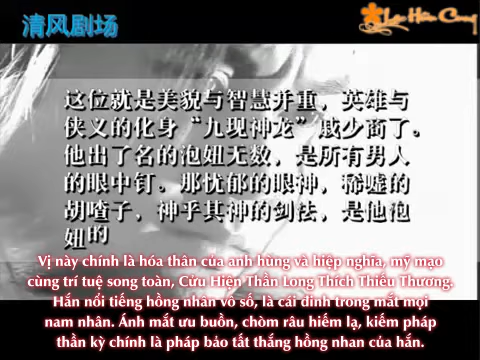 清风剧场
Lục Hiên Cung
这位就是美貌与智慧并重，英雄与
侠义的化身“九现神龙”戚少商了。
他出了名的泡妞无数，是所有男人
的眼中钉。那忧郁的眼神，稀嘘的
胡喳子，神乎其神的剑法，是他泡
妞的
Vị này chính là hóa thân của anh hùng và hiệp nghĩa, mỹ mạo
cùng trí tuệ song toàn, Cửu Hiện Thần Long Thích Thiếu Thương.
Hắn nổi tiếng hồng nhan vô số, là cái đinh trong mắt mọi
nam nhân. Ánh mắt ưu buồn, chòm râu hiếm lạ, kiếm pháp
thần kỳ chính là pháp bảo tất thắng hồng nhan của hắn.